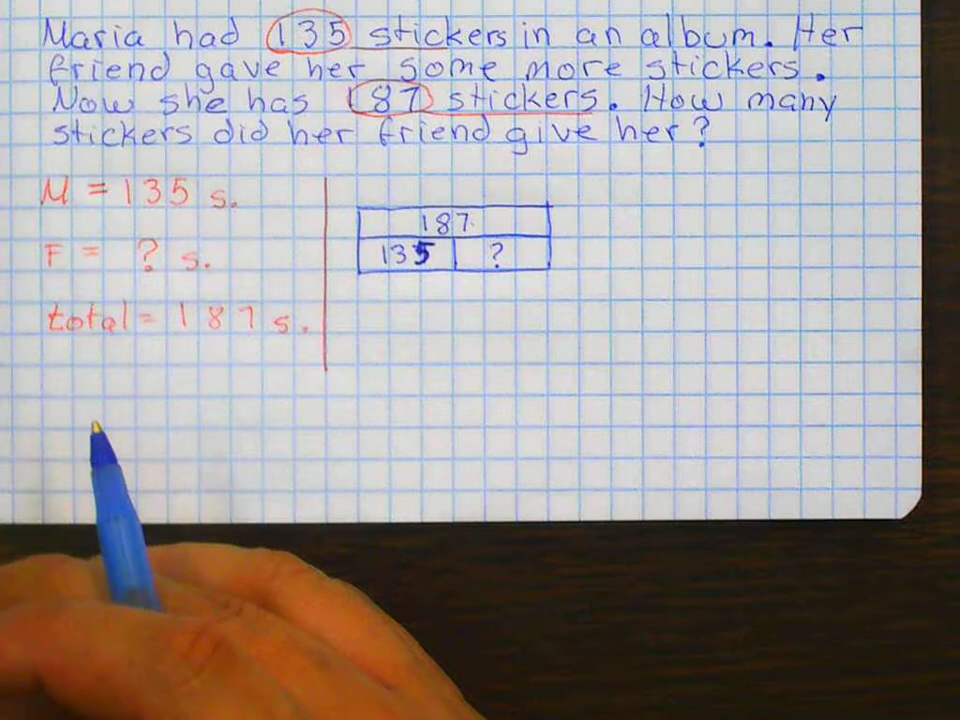 Maria had 135 stickers in an album. Her
friend gave her some more stickers.
Now she has 187 stickers. How many
stickers did her friend give her?
M = 135 s.
F = ? s.
total = 187 s.
187
135 ?